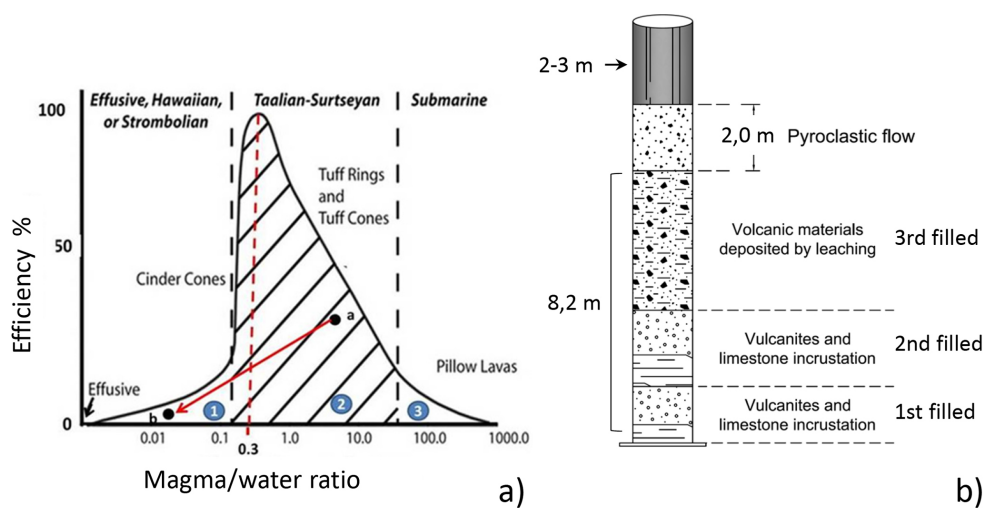 Effusive, Hawaiian,
or Strombolian
Taalian-Surtseyan
Submarine
100
50
0
Efficiency %
Tuff Rings
and
Tuff Cones
Cinder Cones
a
Pillow Lavas
Effusive
b
1
2
3
0.01
0.1
1.0
10.0
100.0
1000.0
0.3
Magma/water ratio
a)
2-3 m
2,0 m
Pyroclastic flow
8,2 m
Volcanic materials
deposited by leaching
3rd filled
Vulcanites and
limestone incrustation
2nd filled
Vulcanites and
limestone incrustation
1st filled
b)